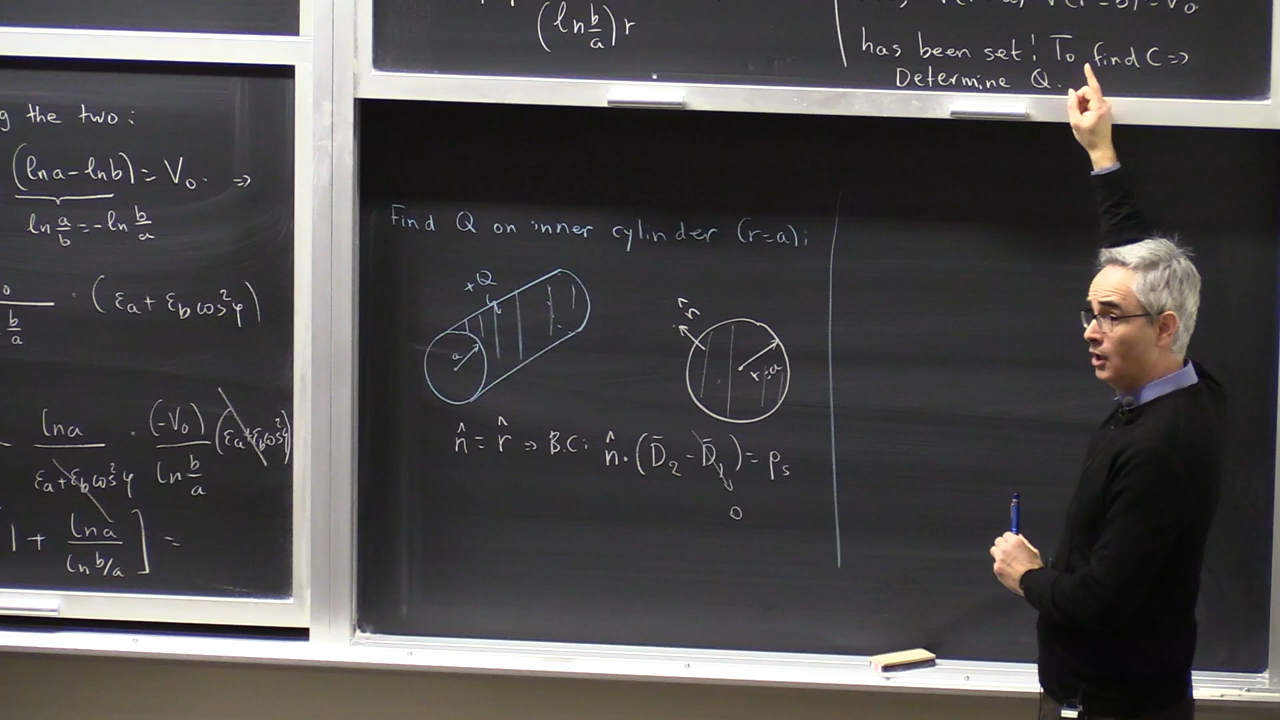 g the two:
(ln a - ln b) = V₀. ⇒
ln a/b = - ln b/a
b/a · (εa + εb cos²φ)
ln a / (εa + εb cos²φ) · (-V₀) / (ln b/a) (εa + εb cos²φ)
1 + ln a / (ln b/a) ] =
(ln b/a) r
has been set! To find C ⇒
Determine Q.
Find Q on inner cylinder (r=a):
+Q
a
n̂
r=a
n̂ = r̂ ⇒ B.C: n̂ · (D̄₂ - D̄₁) = ρs
0